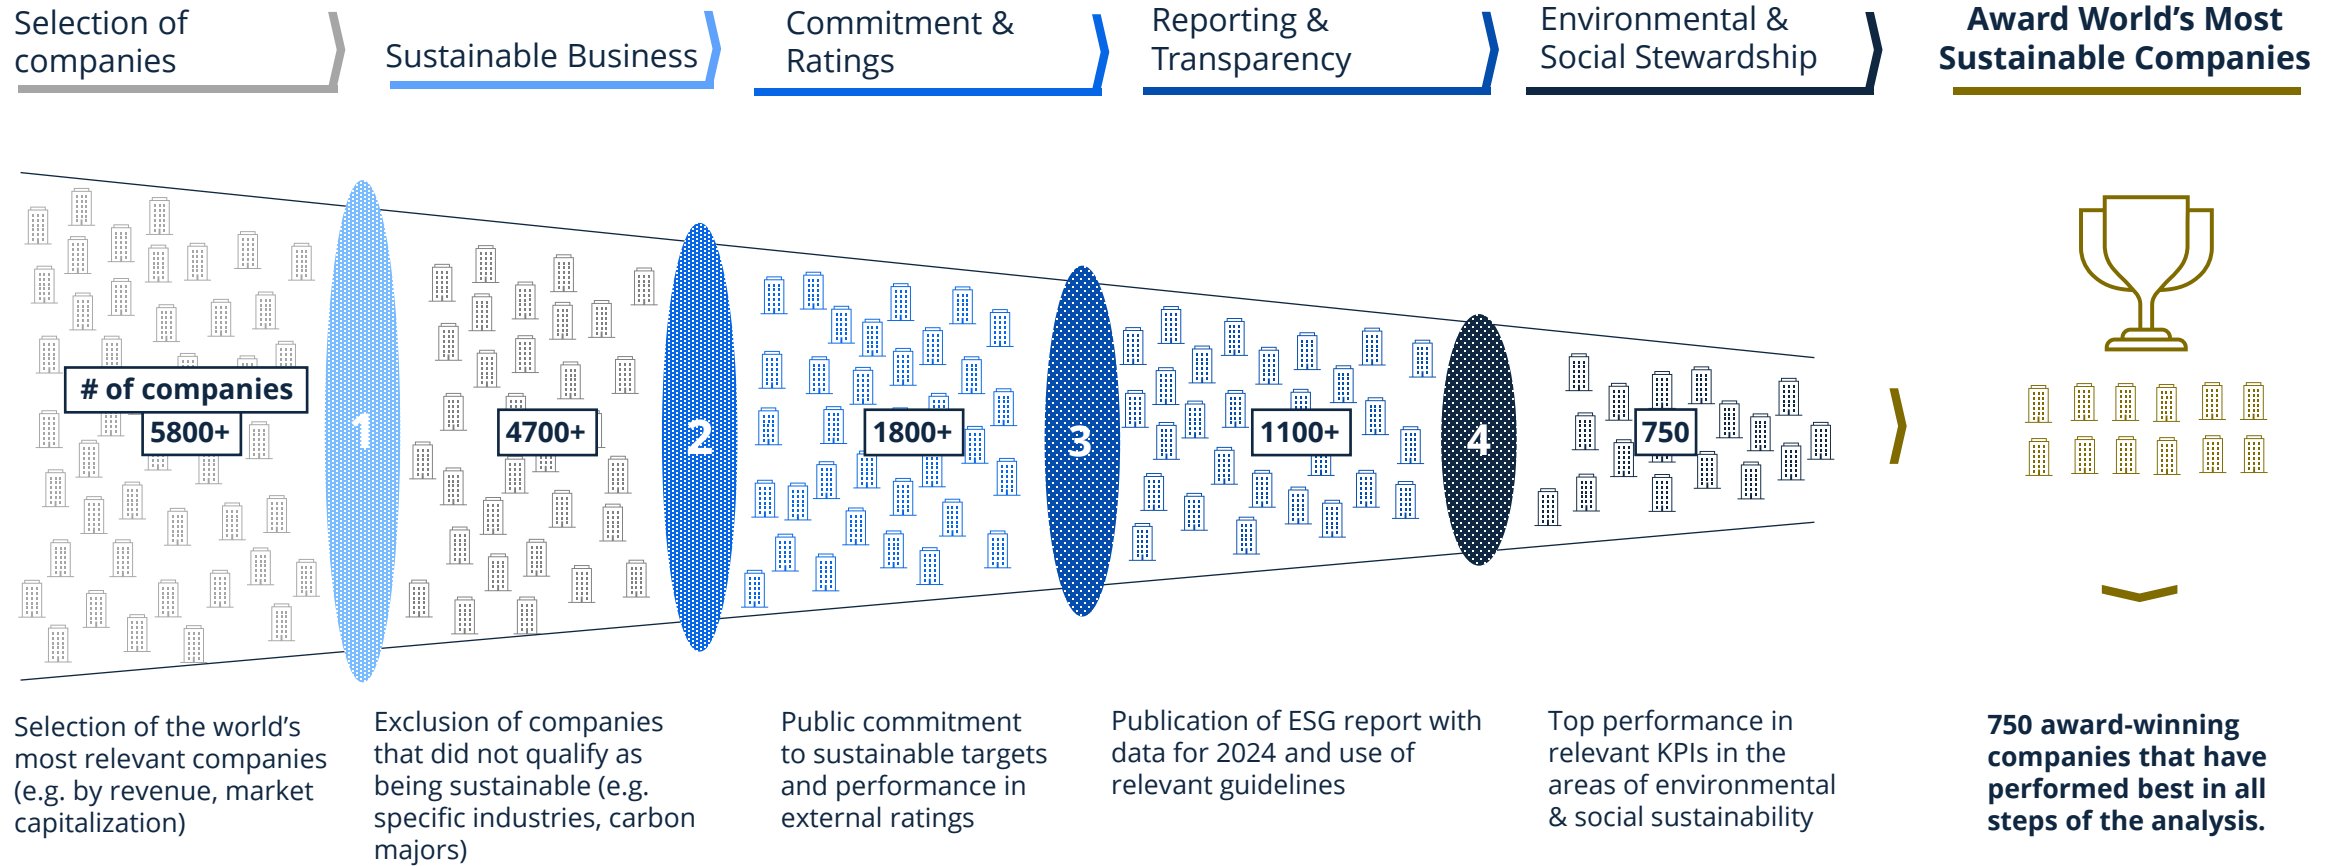 Selection of
companies
Sustainable Business
Commitment &
Ratings
Reporting &
Transparency
Environmental &
Social Stewardship
Award World’s Most
Sustainable Companies
# of companies
5800+
1
4700+
2
1800+
3
1100+
4
750
Selection of the world’s
most relevant companies
(e.g. by revenue, market
capitalization)
Exclusion of companies
that did not qualify as
being sustainable (e.g.
specific industries, carbon
majors)
Public commitment
to sustainable targets
and performance in
external ratings
Publication of ESG report with
data for 2024 and use of
relevant guidelines
Top performance in
relevant KPIs in the
areas of environmental
& social sustainability
750 award-winning
companies that have
performed best in all
steps of the analysis.